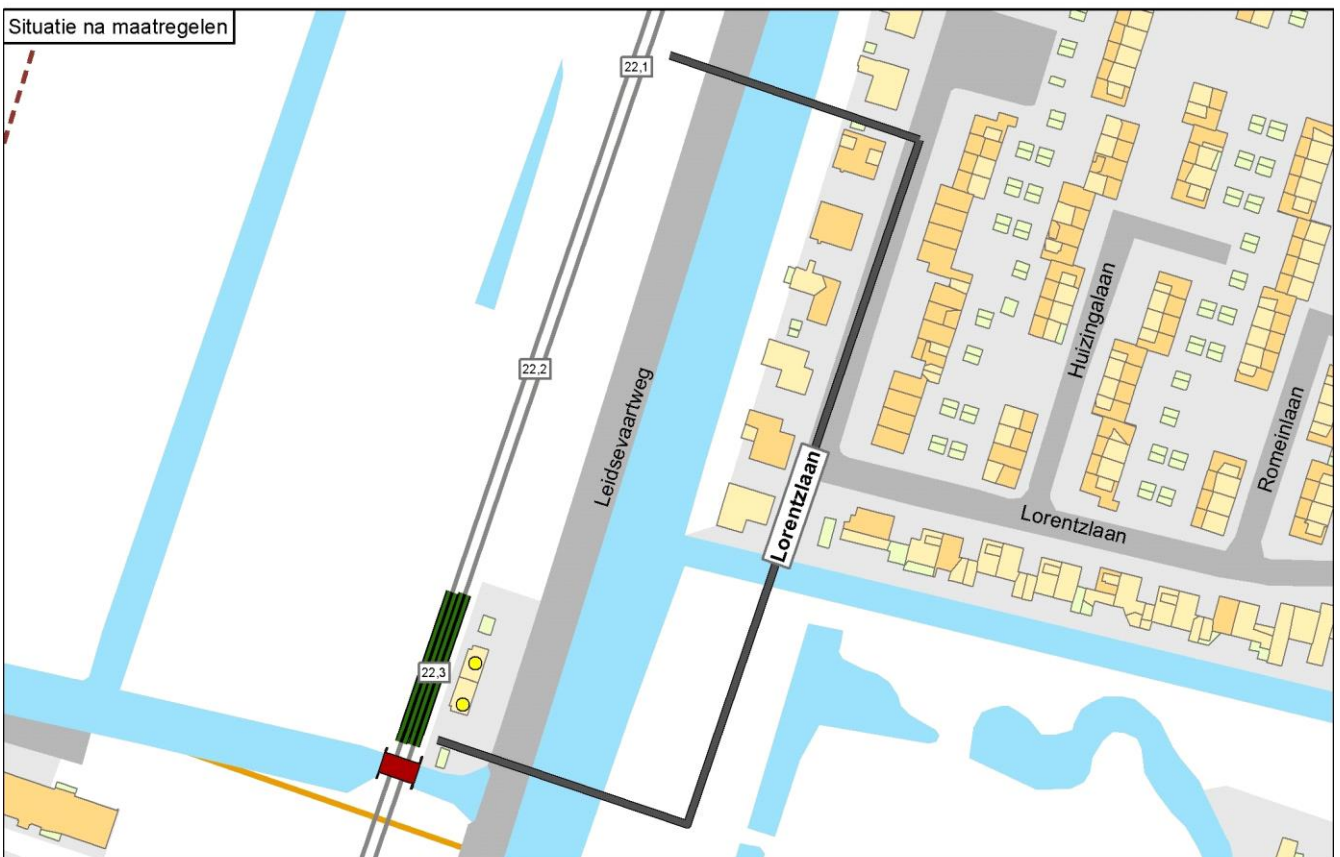 Situatie na maatregelen
22,1
22,2
Leidsevaartweg
Huizingalaan
Romeinlaan
Lorentzlaan
Lorentzlaan
22,3